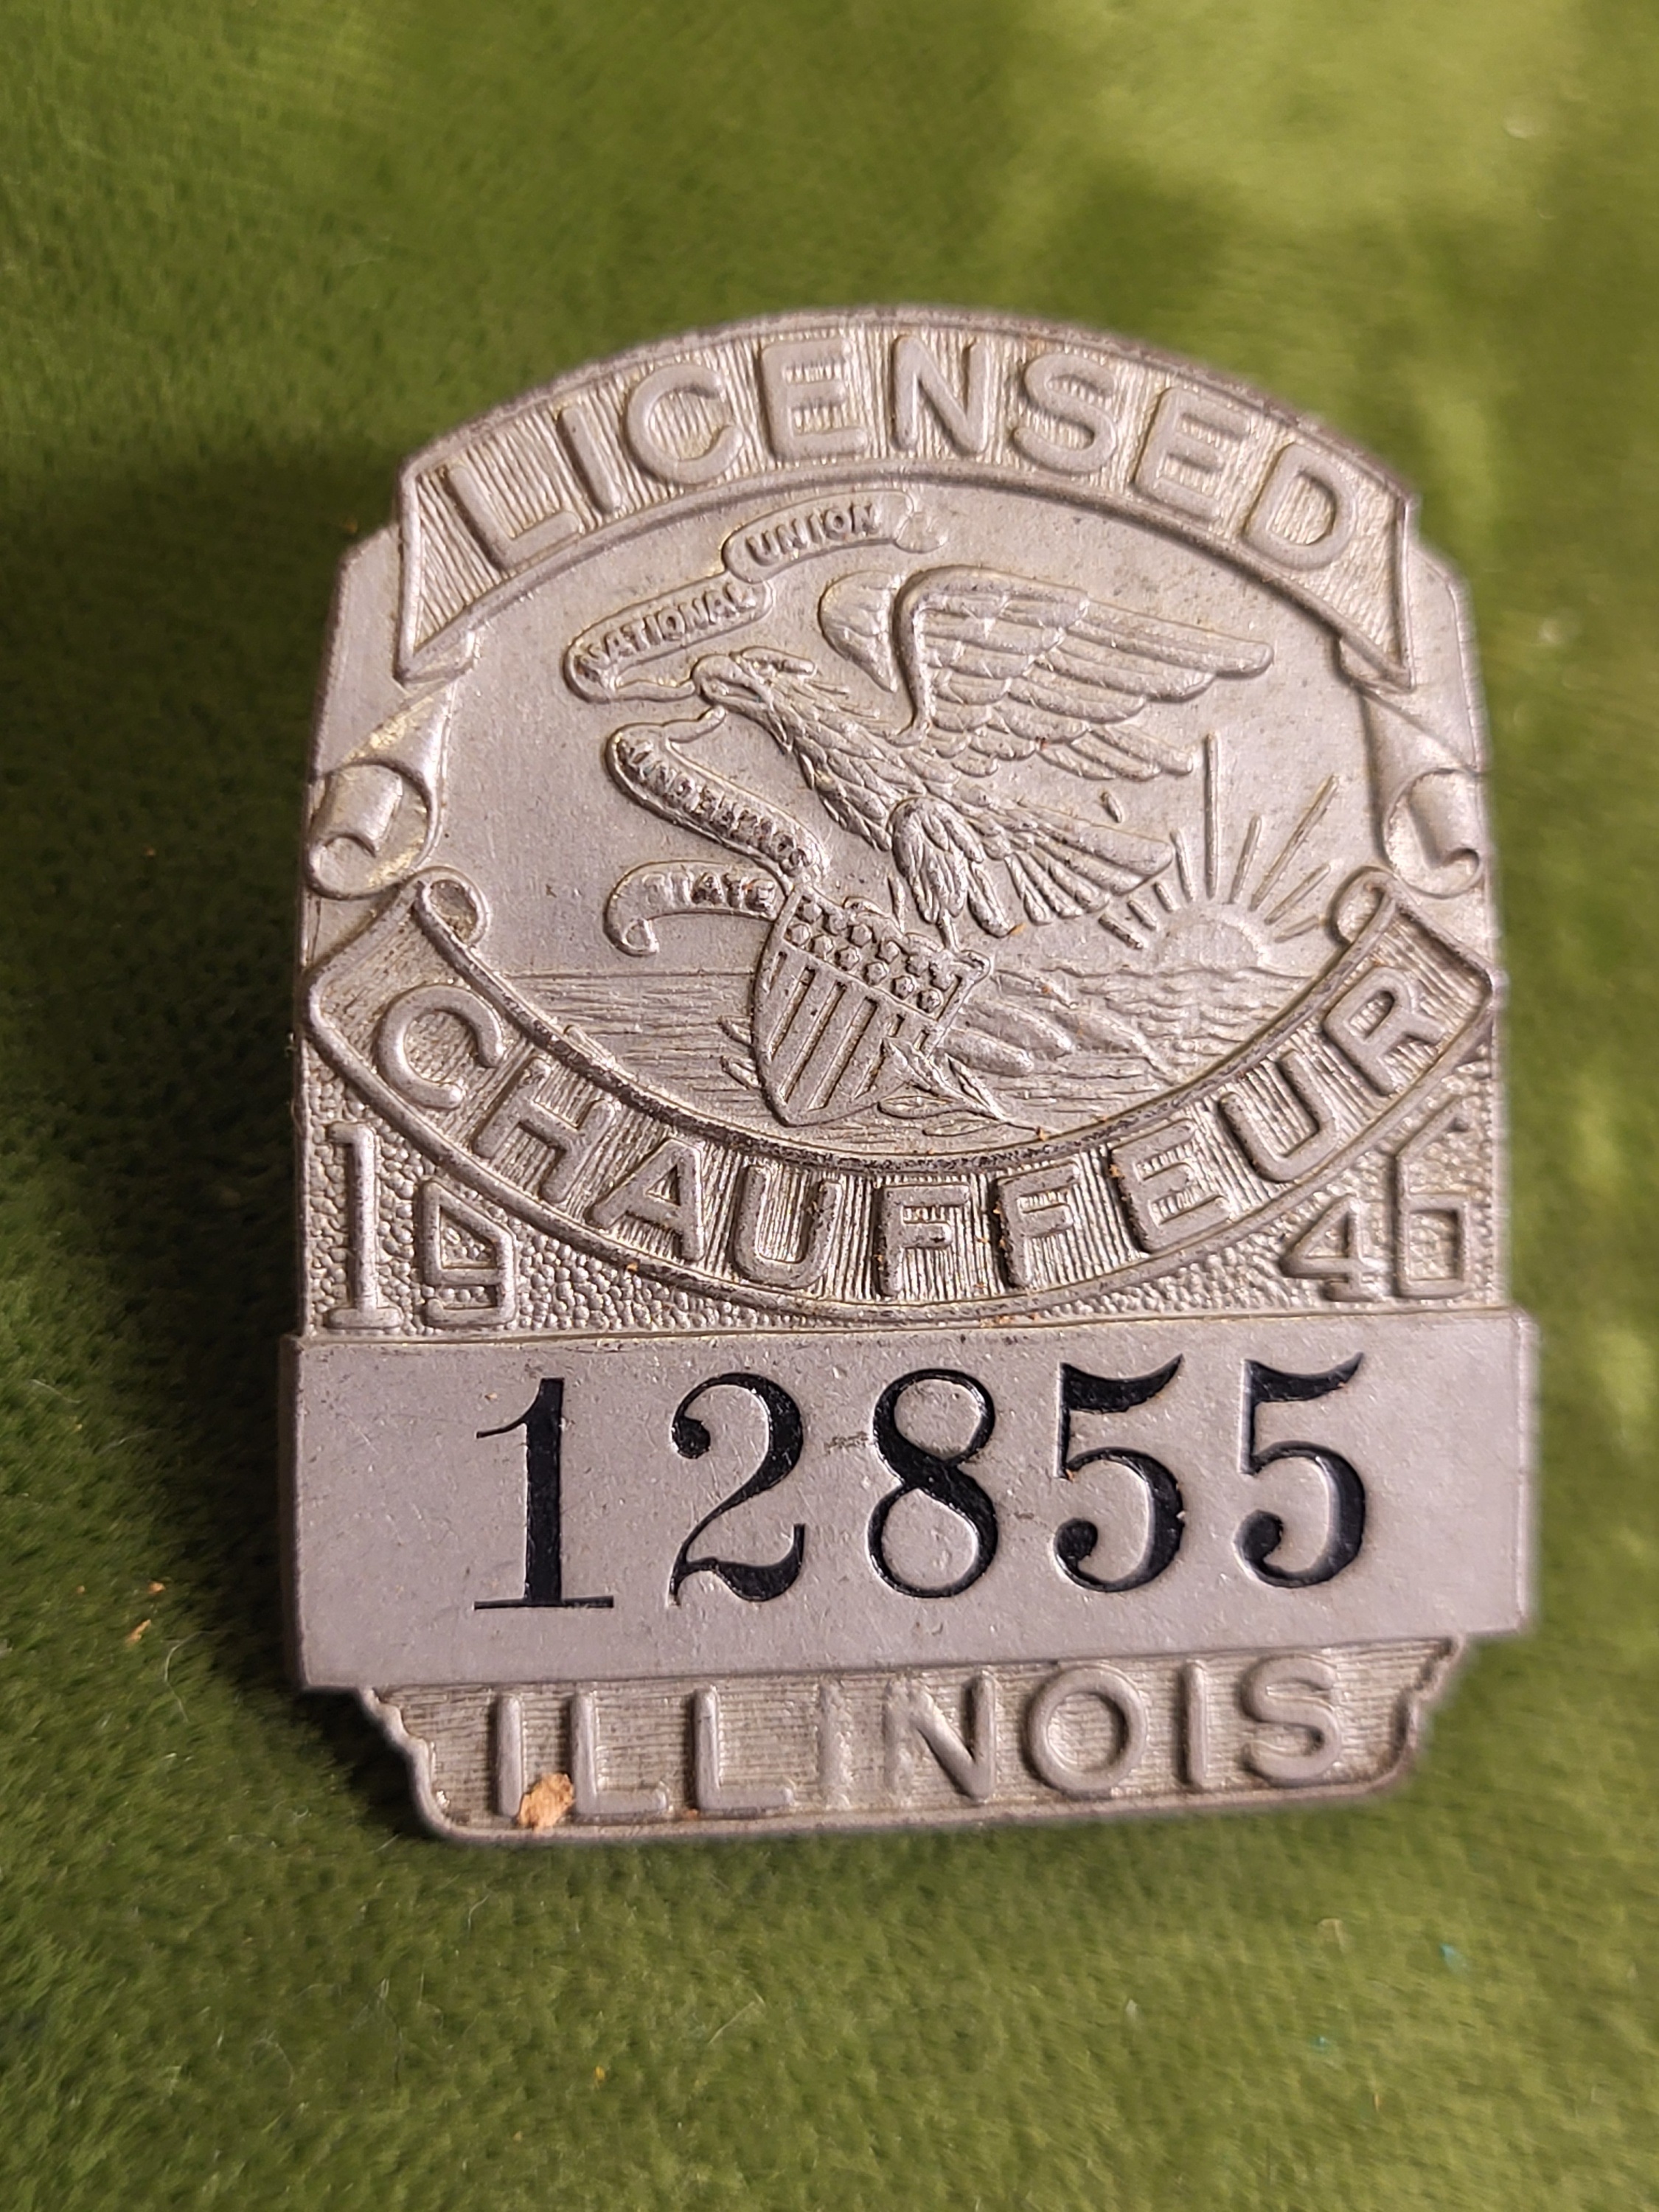 LICENSED
UNION
NATIONAL
STATE
CHAUFFEUR
1946
12855
ILLINOIS